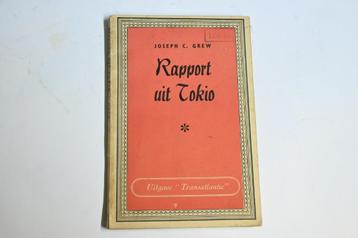 JOSEPH C. GREW
Rapport
uit Tokio
*
Uitgave "Transatlantic"